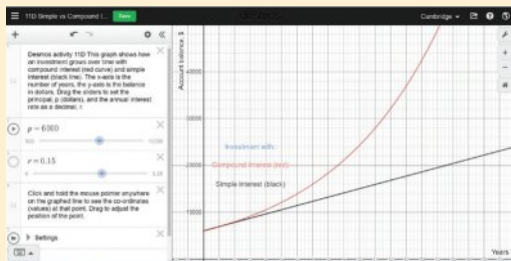 11D Simple vs Compound I...
Save
Cambridge
Desmos activity 11D This graph shows how
an investment grows over time with
compound interest (red curve) and simple
interest (black line). The x-axis is the
number of years, the y-axis is the balance
in dollars. Drag the sliders to set the
principal, p (dollars), and the annual interest
rate as a decimal, r.
p = 6000
r = 0.15
Click and hold the mouse pointer anywhere
on the graphed line to see the co-ordinates
(values) at that point. Drag to adjust the
position of the point.
Settings
Account balance $
Investment with:
Compound Interest (red)
Simple Interest (black)
Years